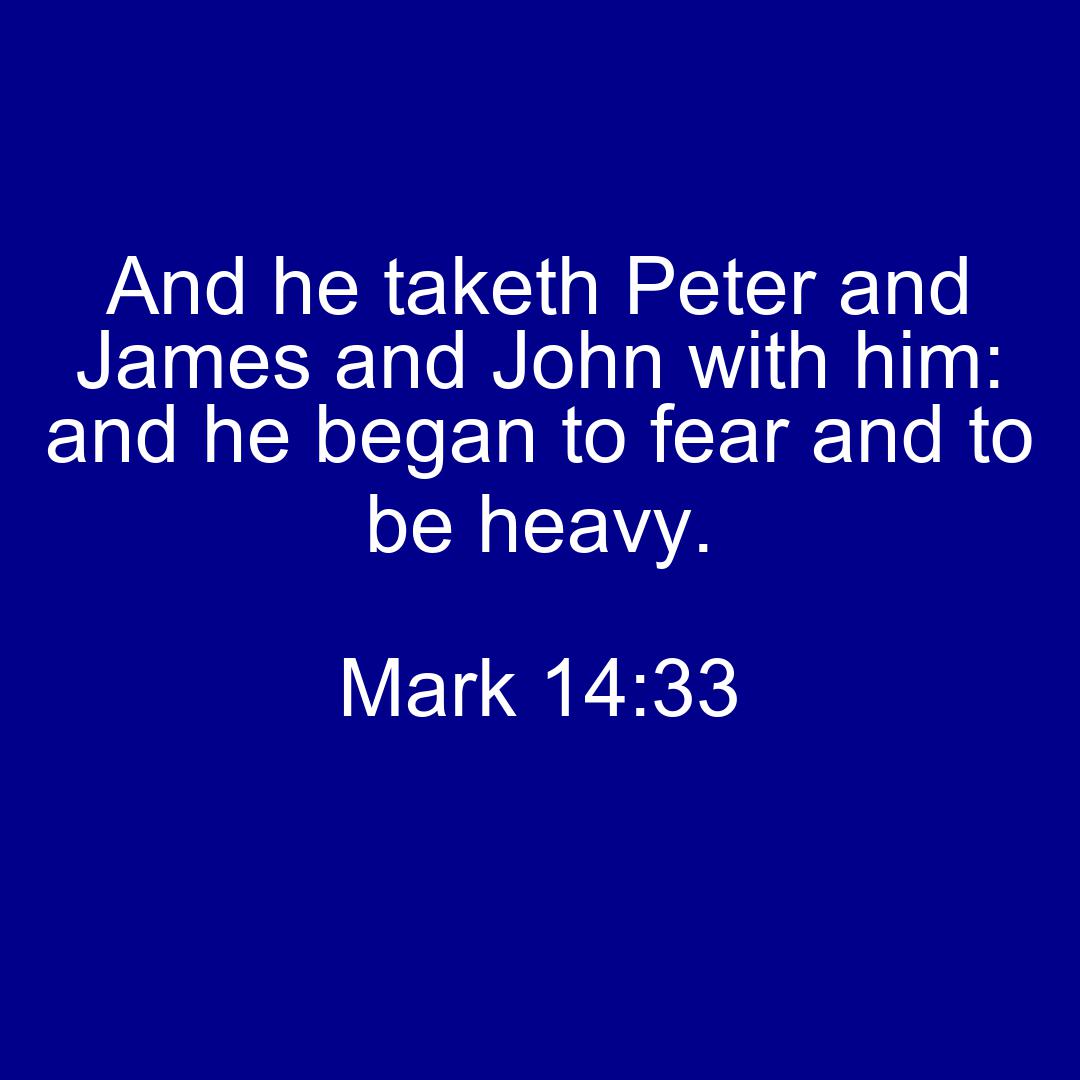 And he taketh Peter and
James and John with him:
and he began to fear and to
be heavy.
Mark 14:33